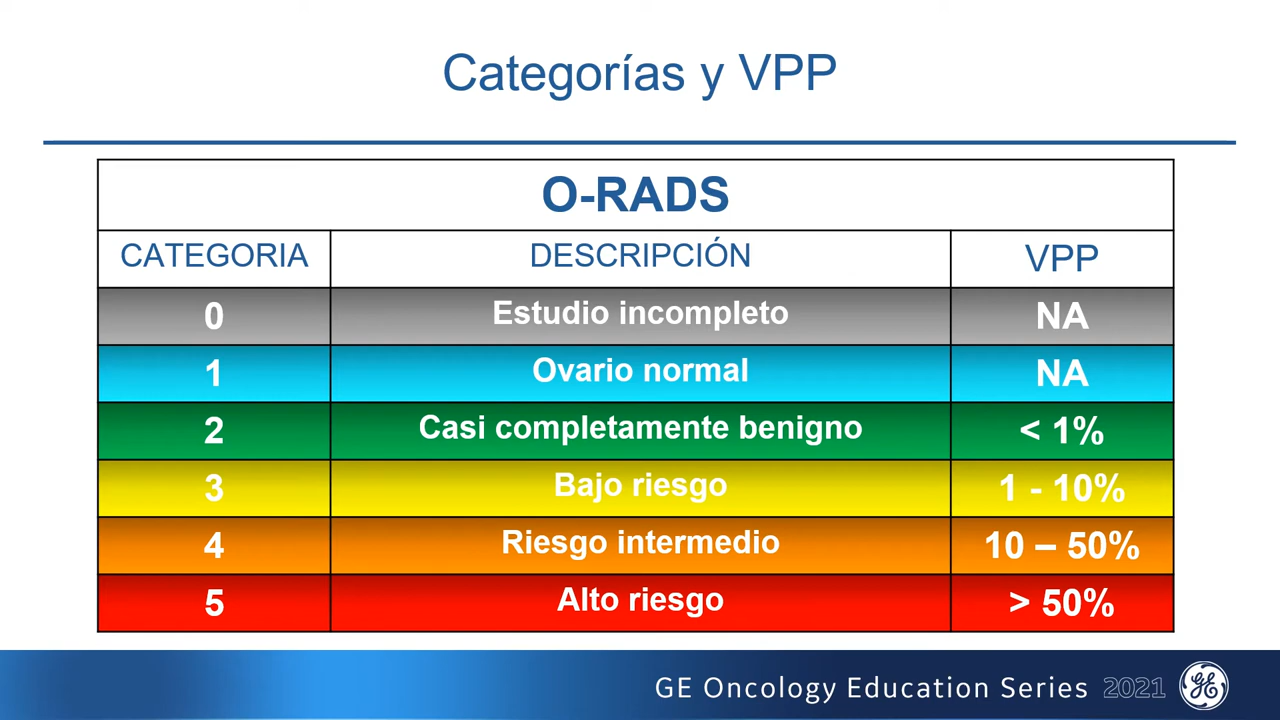 Categorías y VPP
O-RADS
CATEGORIA DESCRIPCIÓN VPP
0 Estudio incompleto NA
1 Ovario normal NA
2 Casi completamente benigno < 1%
3 Bajo riesgo 1 - 10%
4 Riesgo intermedio 10 – 50%
5 Alto riesgo > 50%
GE Oncology Education Series 2021 GE